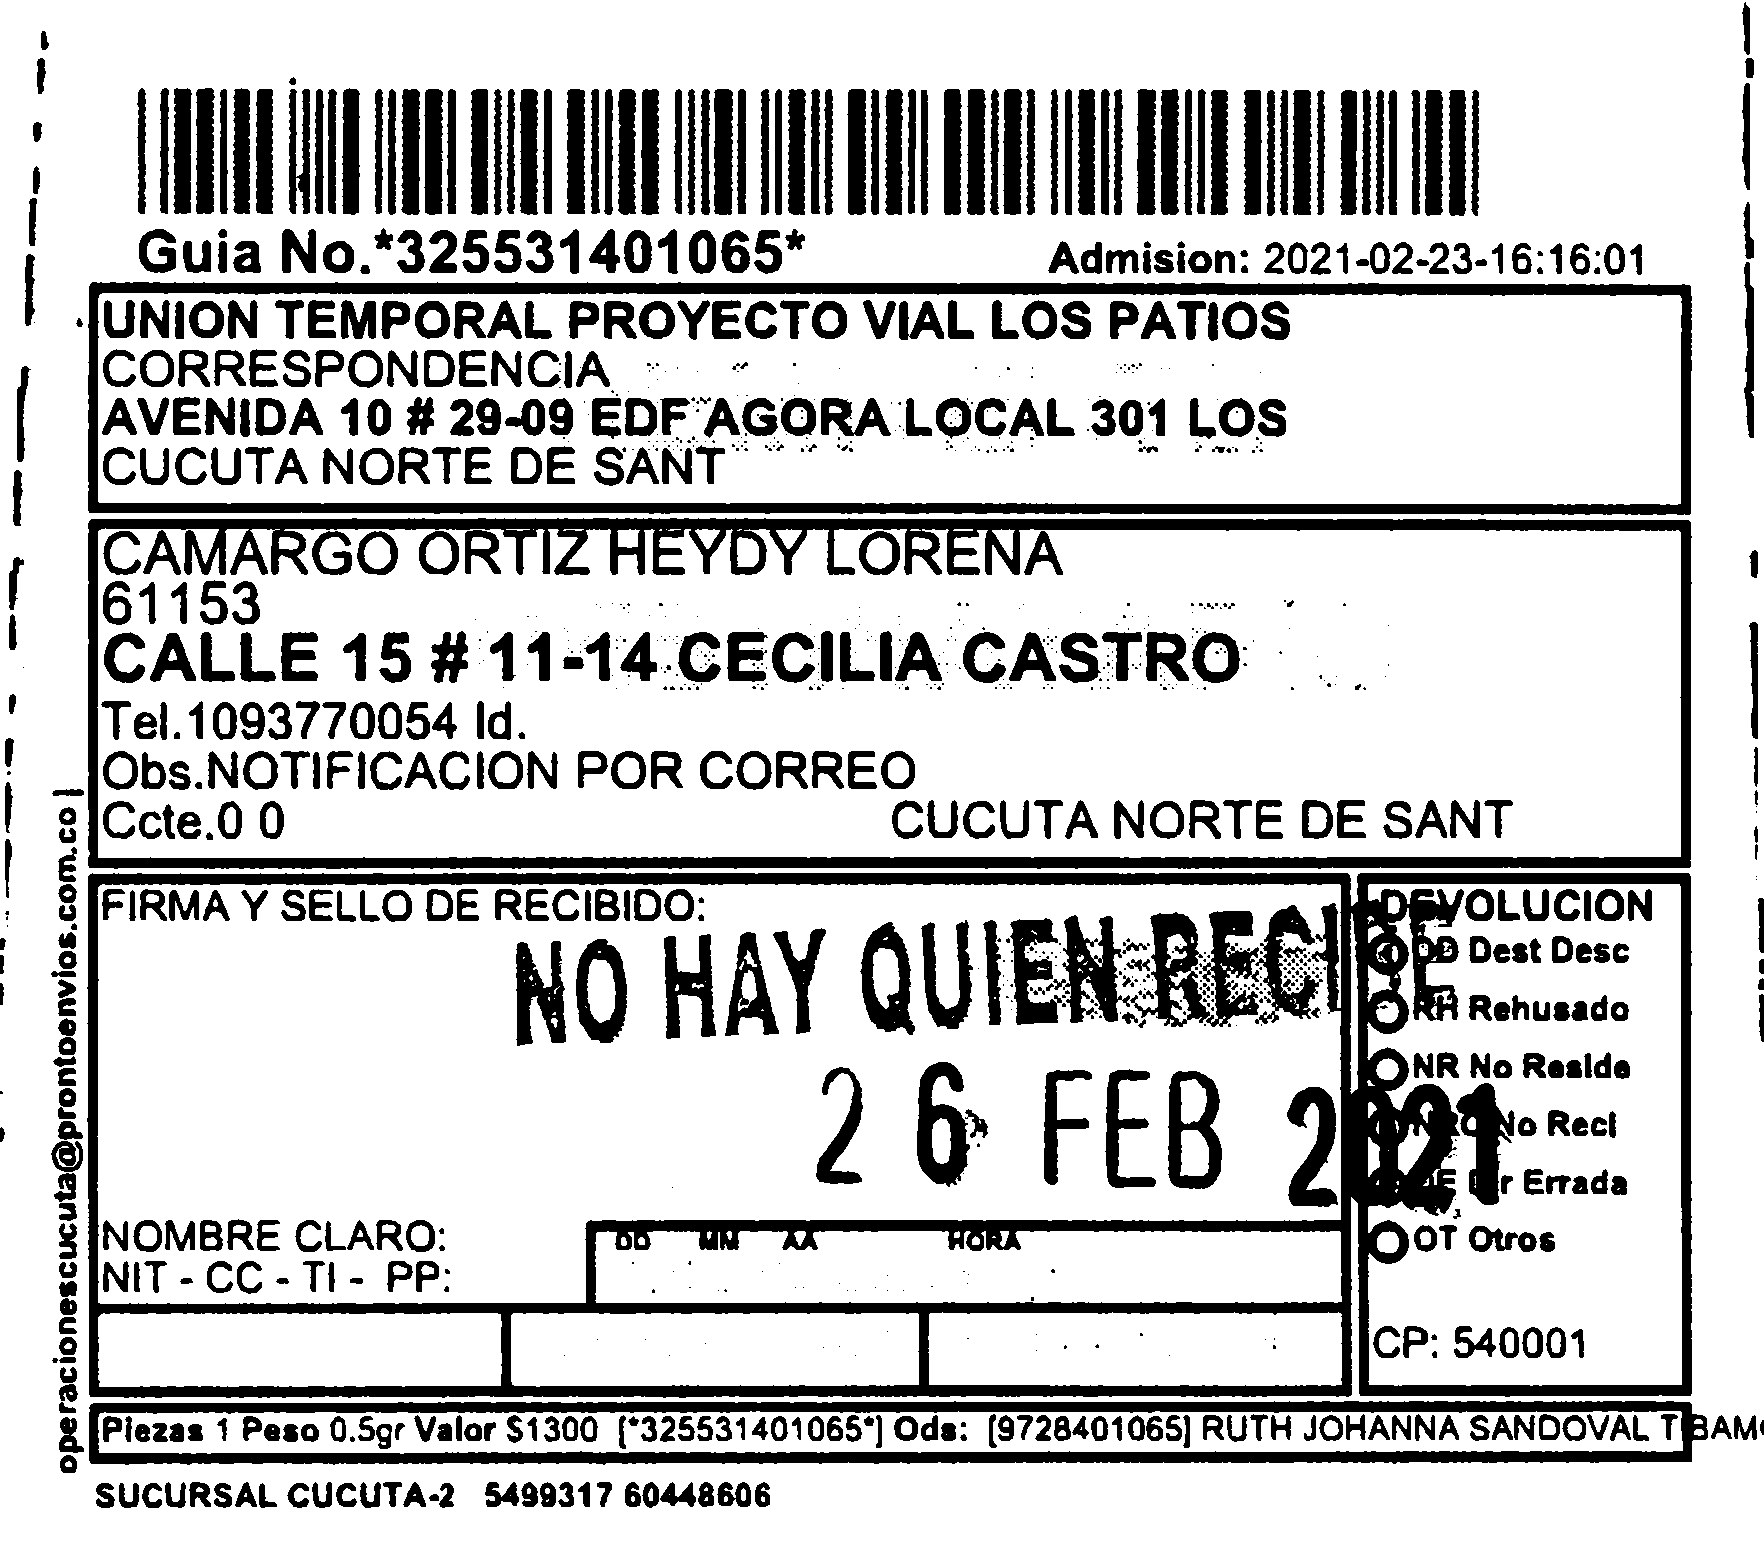 Guia No.*325531401065*
Admision: 2021-02-23-16:16:01
UNION TEMPORAL PROYECTO VIAL LOS PATIOS
CORRESPONDENCIA
AVENIDA 10 # 29-09 EDF AGORA LOCAL 301 LOS
CUCUTA NORTE DE SANT
CAMARGO ORTIZ HEYDY LORENA
61153
CALLE 15 # 11-14 CECILIA CASTRO
Tel.1093770054 Id.
Obs.NOTIFICACION POR CORREO
Ccte.0 0 CUCUTA NORTE DE SANT
FIRMA Y SELLO DE RECIBIDO:
NO HAY QUIEN RECIBE
26 FEB 2021
NOMBRE CLARO:
NIT - CC - TI - PP:
DD MM AA HORA
DEVOLUCION
DD Dest Desc
RH Rehusado
NR No Reside
No Reci
Errada
OT Otros
CP: 540001
Piezas 1 Peso 0.5gr Valor $1300 [*325531401065*] Ods: [9728401065] RUTH JOHANNA SANDOVAL
SUCURSAL CUCUTA-2 5499317 60448606
operacionescucuta@prontoenvios.com.co |